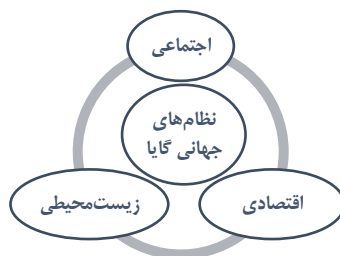 اجتماعی
نظام‌های
جهانی گایا
اقتصادی
زیست‌محیطی